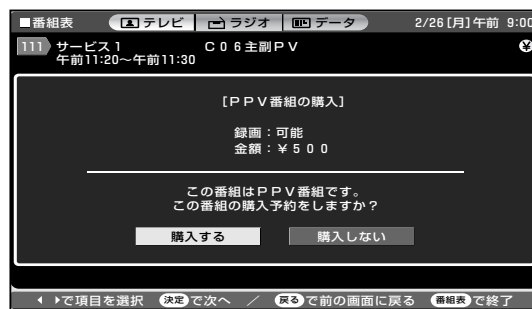 ■番組表 テレビ ラジオ データ 2/26[月]午前 9:00
111 サービス1 C06主副PV ¥
午前11:20～午前11:30
［PPV番組の購入］
録画：可能
金額：¥500
この番組はPPV番組です。
この番組の購入予約をしますか？
購入する 購入しない
で項目を選択 決定で次へ ／ 戻るで前の画面に戻る 番組表で終了